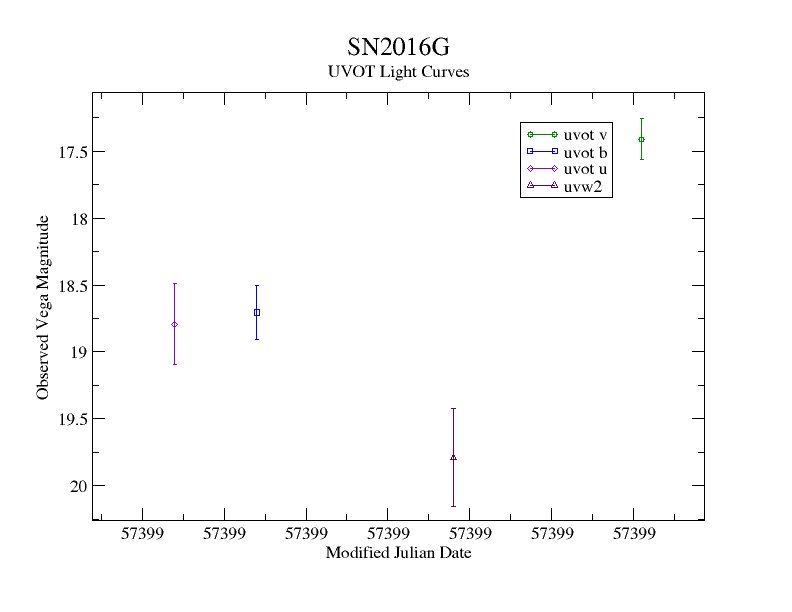 SN2016G
UVOT Light Curves
uvot v
uvot b
uvot u
uvw2
17.5
18
18.5
19
19.5
20
Observed Vega Magnitude
57399 57399 57399 57399 57399 57399 57399
Modified Julian Date